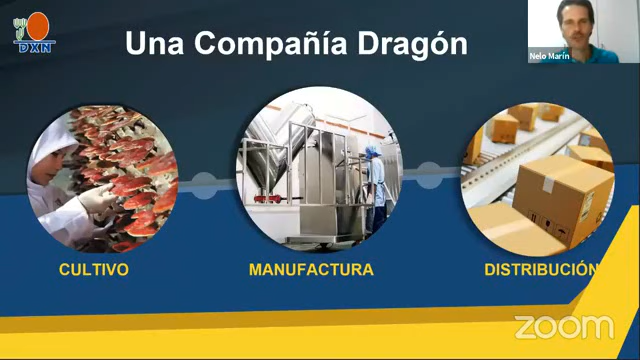 DXN
Una Compañía Dragón
Nelo Marín
CULTIVO
MANUFACTURA
DISTRIBUCIÓN
zoom